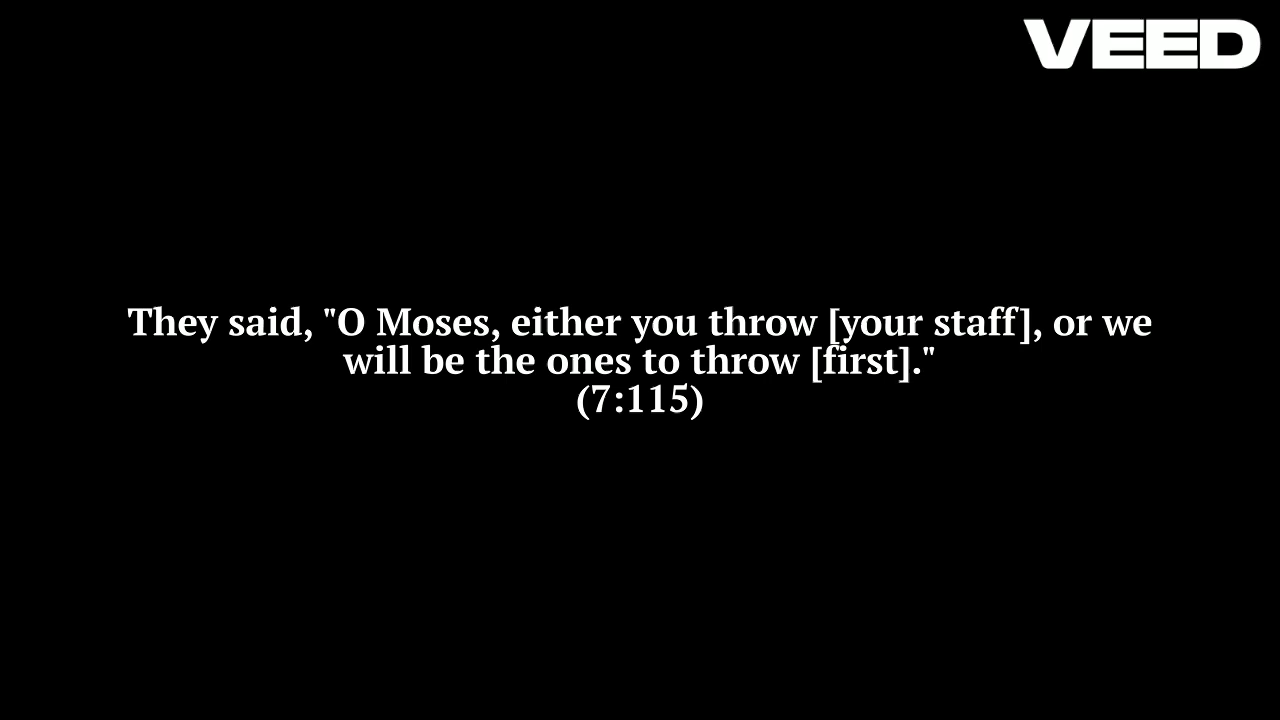 VEED
They said, "O Moses, either you throw [your staff], or we
will be the ones to throw [first]."
(7:115)